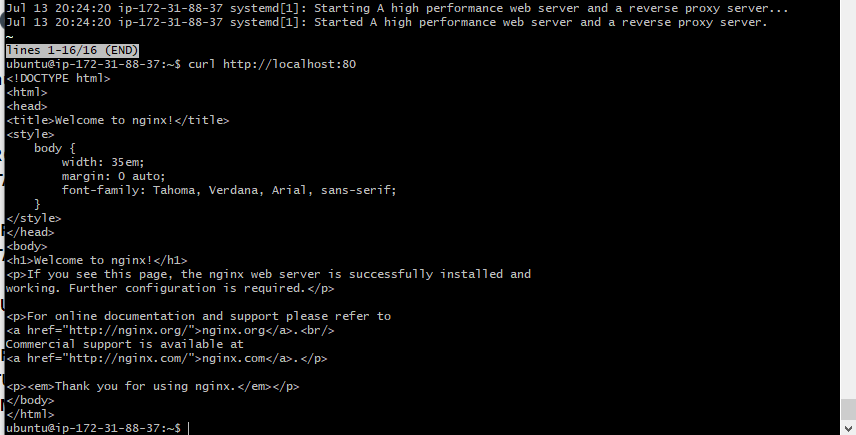 Jul 13 20:24:20 ip-172-31-88-37 systemd[1]: Starting A high performance web server and a reverse proxy server...
Jul 13 20:24:20 ip-172-31-88-37 systemd[1]: Started A high performance web server and a reverse proxy server.
~
lines 1-16/16 (END)
ubuntu@ip-172-31-88-37:~$ curl http://localhost:80
<!DOCTYPE html>
<html>
<head>
<title>Welcome to nginx!</title>
<style>
    body {
        width: 35em;
        margin: 0 auto;
        font-family: Tahoma, Verdana, Arial, sans-serif;
    }
</style>
</head>
<body>
<h1>Welcome to nginx!</h1>
<p>If you see this page, the nginx web server is successfully installed and
working. Further configuration is required.</p>

<p>For online documentation and support please refer to
<a href="http://nginx.org/">nginx.org</a>.<br/>
Commercial support is available at
<a href="http://nginx.com/">nginx.com</a>.</p>

<p><em>Thank you for using nginx.</em></p>
</body>
</html>
ubuntu@ip-172-31-88-37:~$